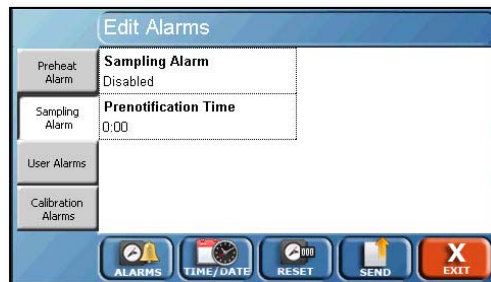 Edit Alarms
Preheat
Alarm
Sampling Alarm
Disabled
Sampling
Alarm
Prenotification Time
0:00
User Alarms
Calibration
Alarms
ALARMS
TIME/DATE
RESET
SEND
X
EXIT